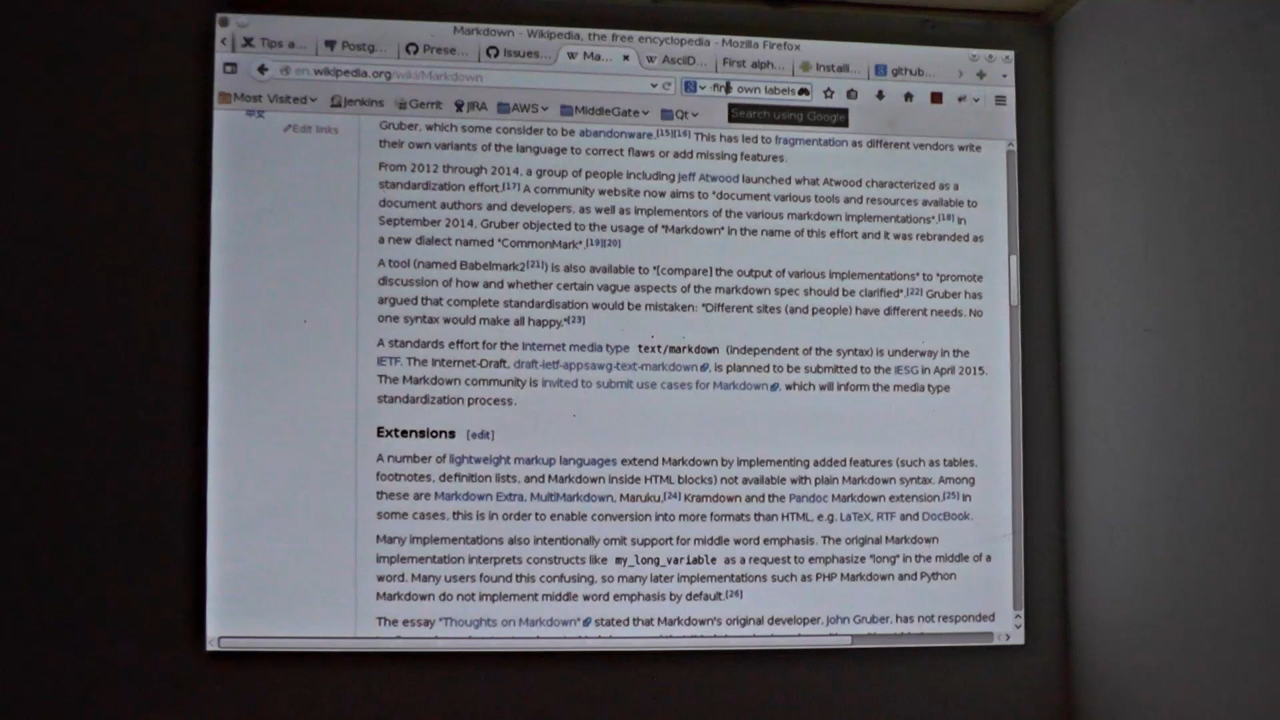 Markdown - Wikipedia, the free encyclopedia - Mozilla Firefox
Tips a...
Postg...
Prese...
Issues...
Ma...
AsciiD...
First alph...
Install...
github...
en.wikipedia.org/wiki/Markdown
own labels
Most Visited
Jenkins
Gerrit
JIRA
AWS
MiddleGate
Qt
Search using Google
中文
Edit links
Gruber, which some consider to be abandonware.[15][16] This has led to fragmentation as different vendors write
their own variants of the language to correct flaws or add missing features.
From 2012 through 2014, a group of people including Jeff Atwood launched what Atwood characterized as a
standardization effort.[17] A community website now aims to "document various tools and resources available to
document authors and developers, as well as implementors of the various markdown implementations".[18] In
September 2014, Gruber objected to the usage of "Markdown" in the name of this effort and it was rebranded as
a new dialect named "CommonMark".[19][20]
A tool (named Babelmark2[21]) is also available to "[compare] the output of various implementations" to "promote
discussion of how and whether certain vague aspects of the markdown spec should be clarified".[22] Gruber has
argued that complete standardisation would be mistaken: "Different sites (and people) have different needs. No
one syntax would make all happy."[23]
A standards effort for the Internet media type text/markdown (independent of the syntax) is underway in the
IETF. The Internet-Draft, draft-ietf-appsawg-text-markdown, is planned to be submitted to the IESG in April 2015.
The Markdown community is invited to submit use cases for Markdown, which will inform the media type
standardization process.
Extensions [edit]
A number of lightweight markup languages extend Markdown by implementing added features (such as tables,
footnotes, definition lists, and Markdown inside HTML blocks) not available with plain Markdown syntax. Among
these are Markdown Extra, MultiMarkdown, Maruku,[24] Kramdown and the Pandoc Markdown extension.[25] In
some cases, this is in order to enable conversion into more formats than HTML, e.g. LaTeX, RTF and DocBook.
Many implementations also intentionally omit support for middle word emphasis. The original Markdown
implementation interprets constructs like my_long_variable as a request to emphasize "long" in the middle of a
word. Many users found this confusing, so many later implementations such as PHP Markdown and Python
Markdown do not implement middle word emphasis by default.[26]
The essay "Thoughts on Markdown" stated that Markdown's original developer, John Gruber, has not responded